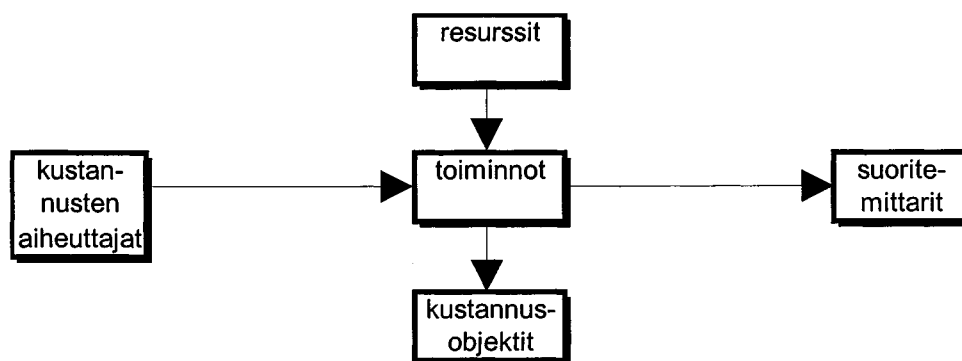 resurssit
kustan-
nusten
aiheuttajat
toiminnot
suorite-
mittarit
kustannus-
objektit